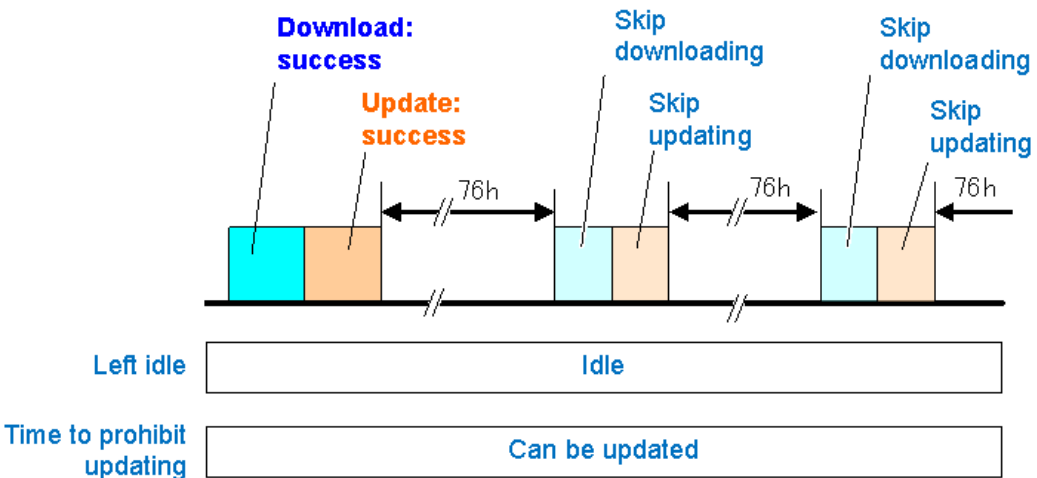 Download:
success
Update:
success
Skip
downloading
Skip
updating
Skip
downloading
Skip
updating
76h
76h
76h
Left idle
Idle
Time to prohibit
updating
Can be updated